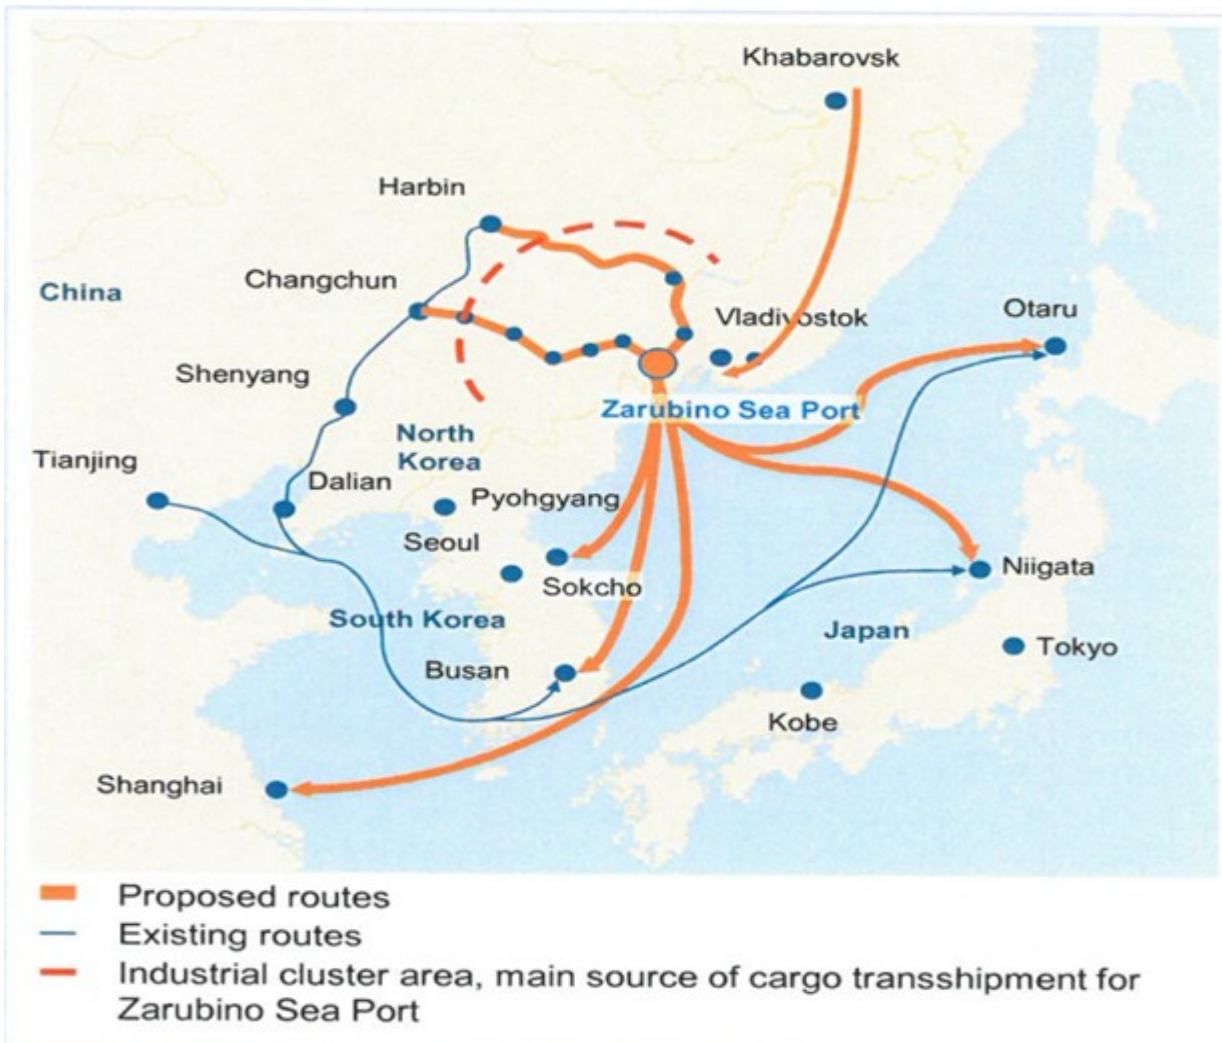 Khabarovsk
Harbin
Changchun
China
Vladivostok
Otaru
Shenyang
Zarubino Sea Port
North
Korea
Tianjing
Dalian
Pyohgyang
Seoul
Sokcho
Niigata
South Korea
Japan
Tokyo
Busan
Kobe
Shanghai
Proposed routes
Existing routes
Industrial cluster area, main source of cargo transshipment for
Zarubino Sea Port